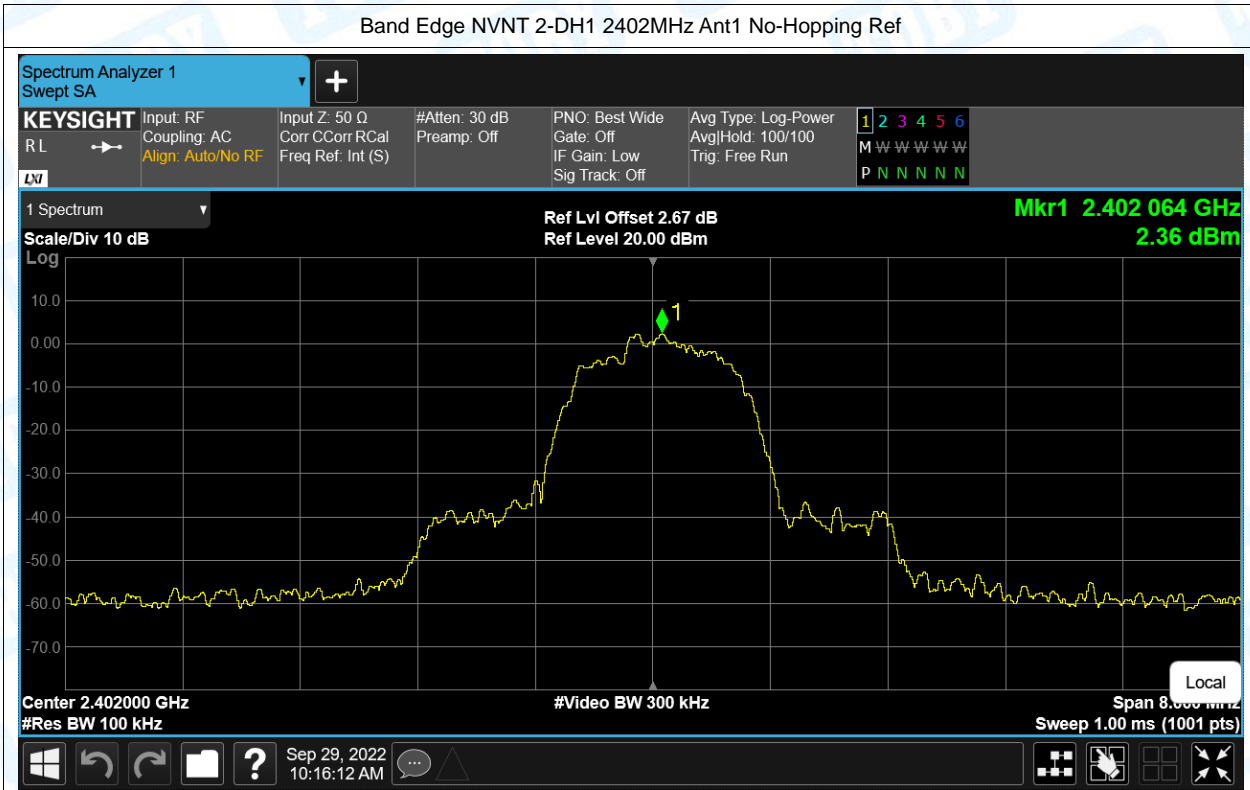 Band Edge NVNT 2-DH1 2402MHz Ant1 No-Hopping Ref
Spectrum Analyzer 1
Swept SA
+
KEYSIGHT
R L
LXI
Input: RF
Coupling: AC
Align: Auto/No RF
Input Z: 50 Ω
Corr CCorr RCal
Freq Ref: Int (S)
#Atten: 30 dB
Preamp: Off
PNO: Best Wide
Gate: Off
IF Gain: Low
Sig Track: Off
Avg Type: Log-Power
Avg|Hold: 100/100
Trig: Free Run
1 2 3 4 5 6
M W W W W W
P N N N N N
1 Spectrum
Scale/Div 10 dB
Log
Ref Lvl Offset 2.67 dB
Ref Level 20.00 dBm
Mkr1 2.402 064 GHz
2.36 dBm
1
10.0
0.00
-10.0
-20.0
-30.0
-40.0
-50.0
-60.0
-70.0
Local
Center 2.402000 GHz
#Video BW 300 kHz
Span 8.000 MHz
#Res BW 100 kHz
Sweep 1.00 ms (1001 pts)
?
Sep 29, 2022
10:16:12 AM